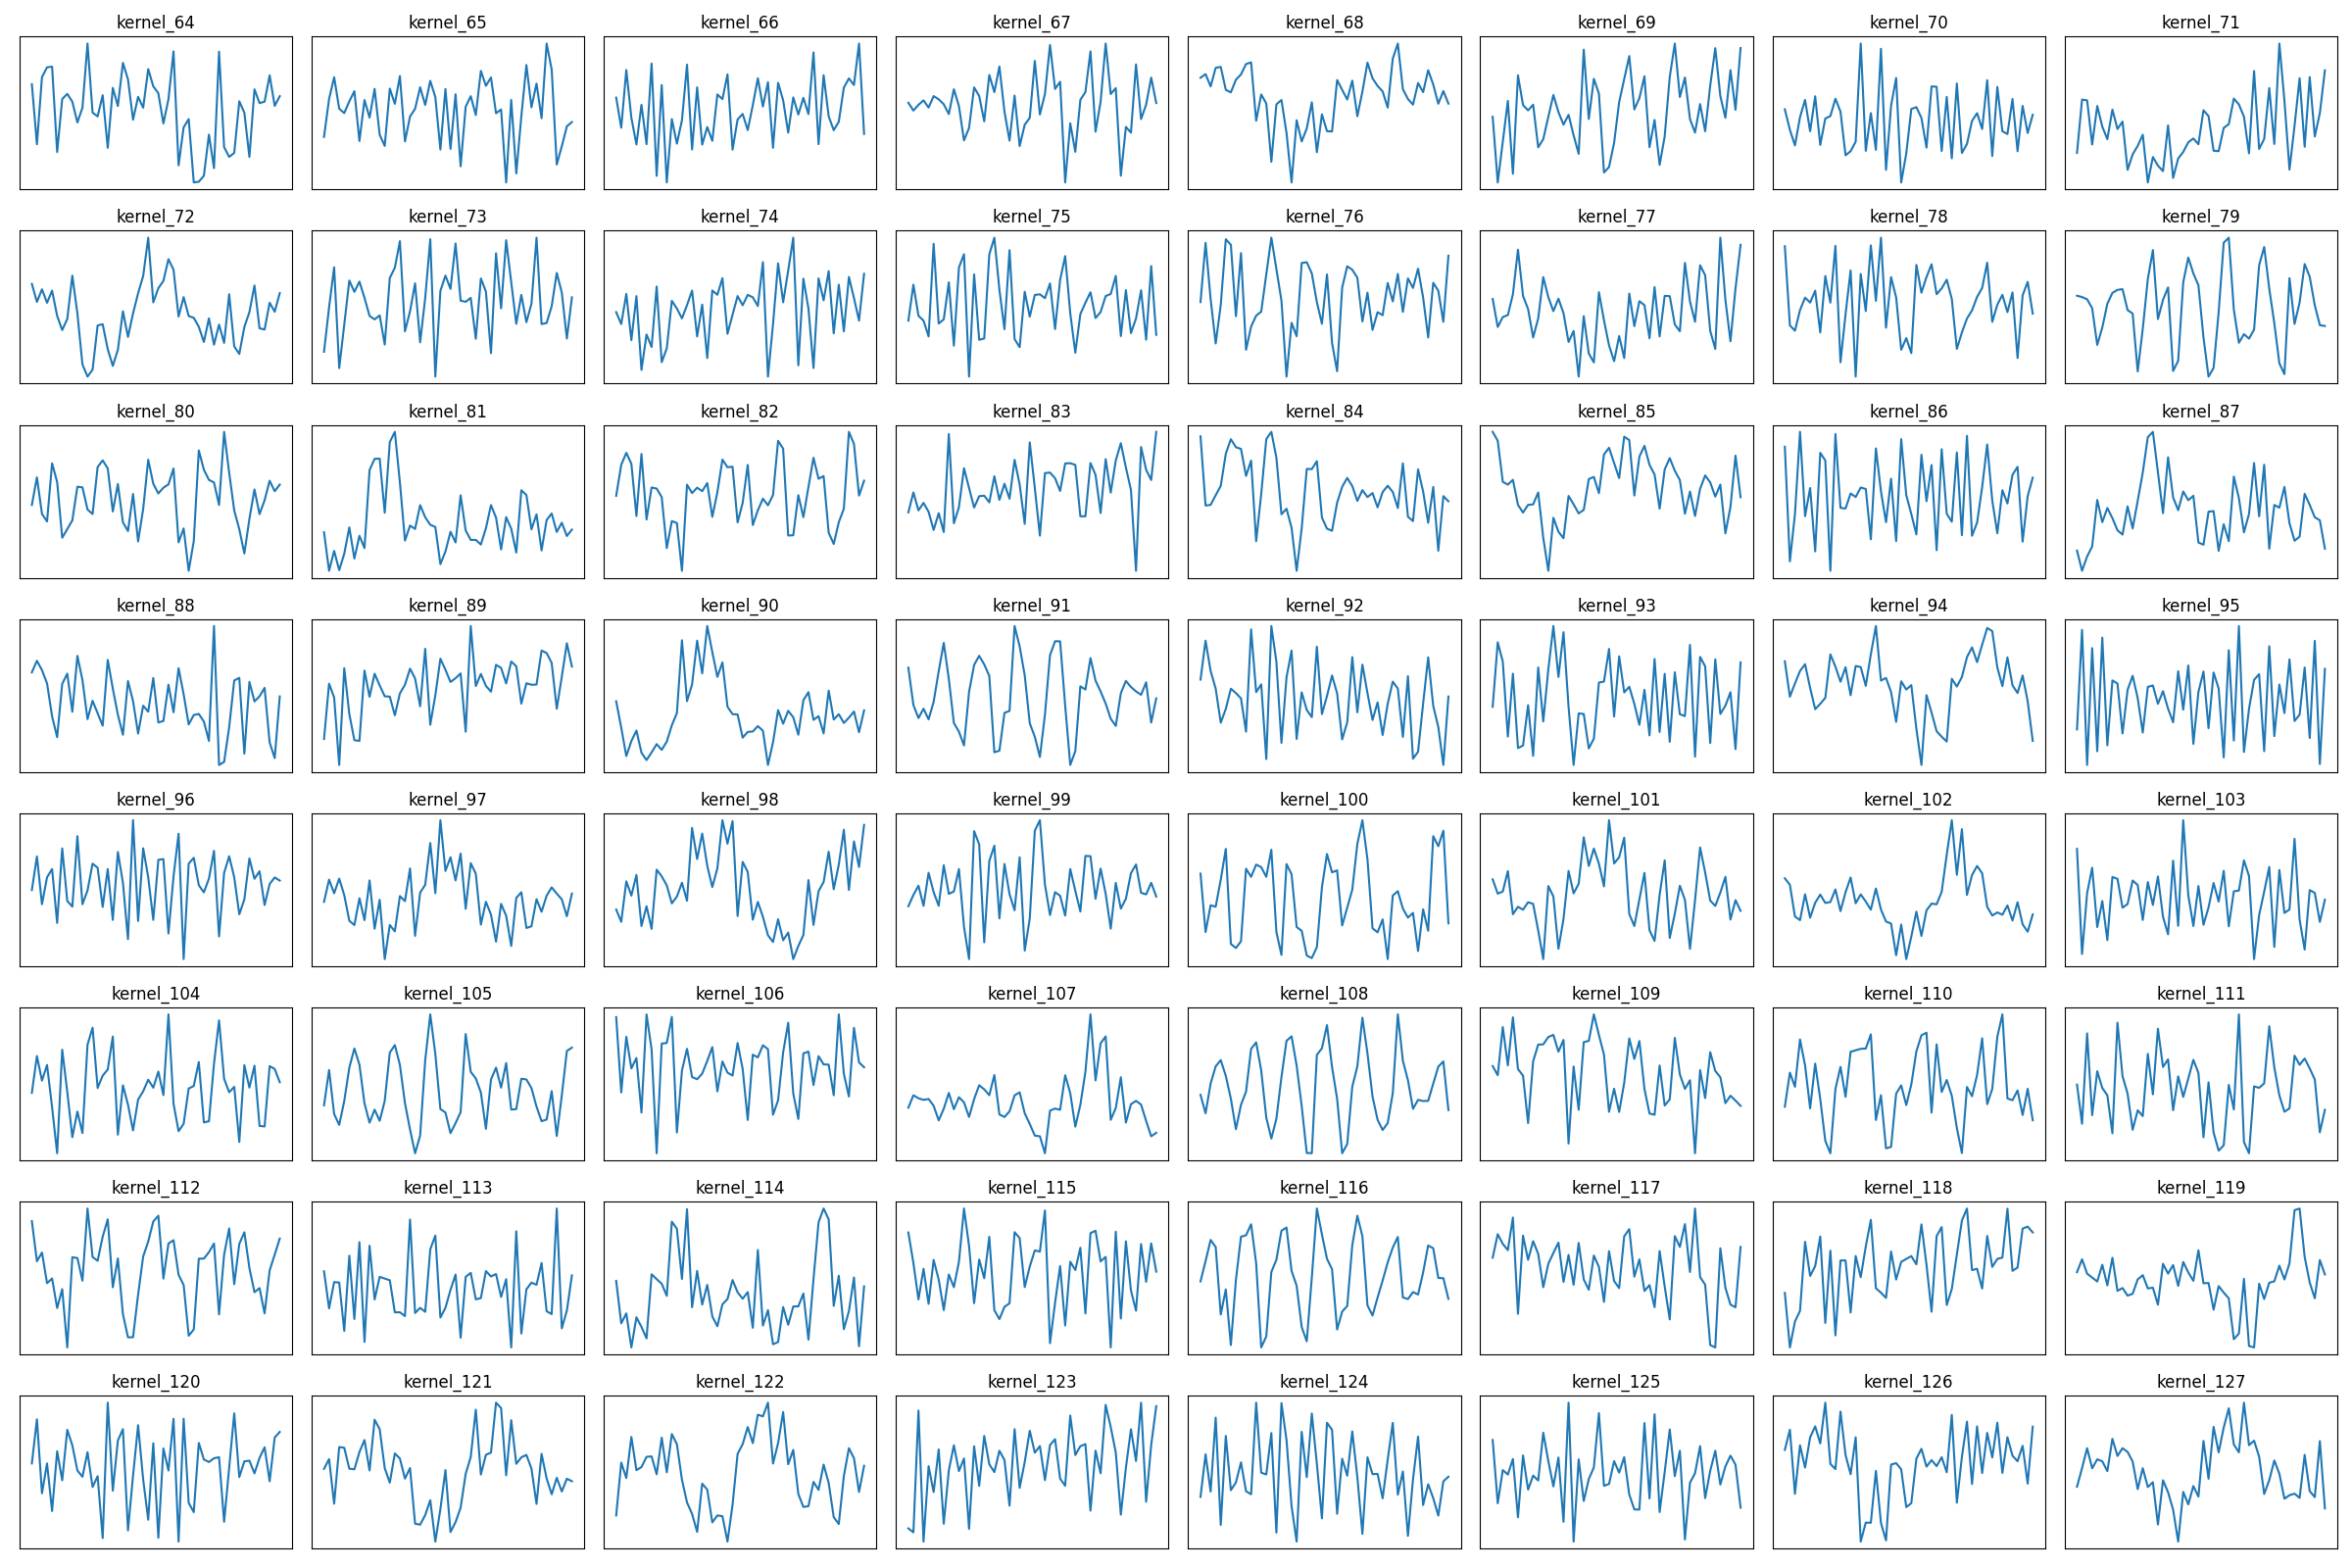 kernel_64 kernel_65 kernel_66 kernel_67 kernel_68 kernel_69 kernel_70 kernel_71
kernel_72 kernel_73 kernel_74 kernel_75 kernel_76 kernel_77 kernel_78 kernel_79
kernel_80 kernel_81 kernel_82 kernel_83 kernel_84 kernel_85 kernel_86 kernel_87
kernel_88 kernel_89 kernel_90 kernel_91 kernel_92 kernel_93 kernel_94 kernel_95
kernel_96 kernel_97 kernel_98 kernel_99 kernel_100 kernel_101 kernel_102 kernel_103
kernel_104 kernel_105 kernel_106 kernel_107 kernel_108 kernel_109 kernel_110 kernel_111
kernel_112 kernel_113 kernel_114 kernel_115 kernel_116 kernel_117 kernel_118 kernel_119
kernel_120 kernel_121 kernel_122 kernel_123 kernel_124 kernel_125 kernel_126 kernel_127